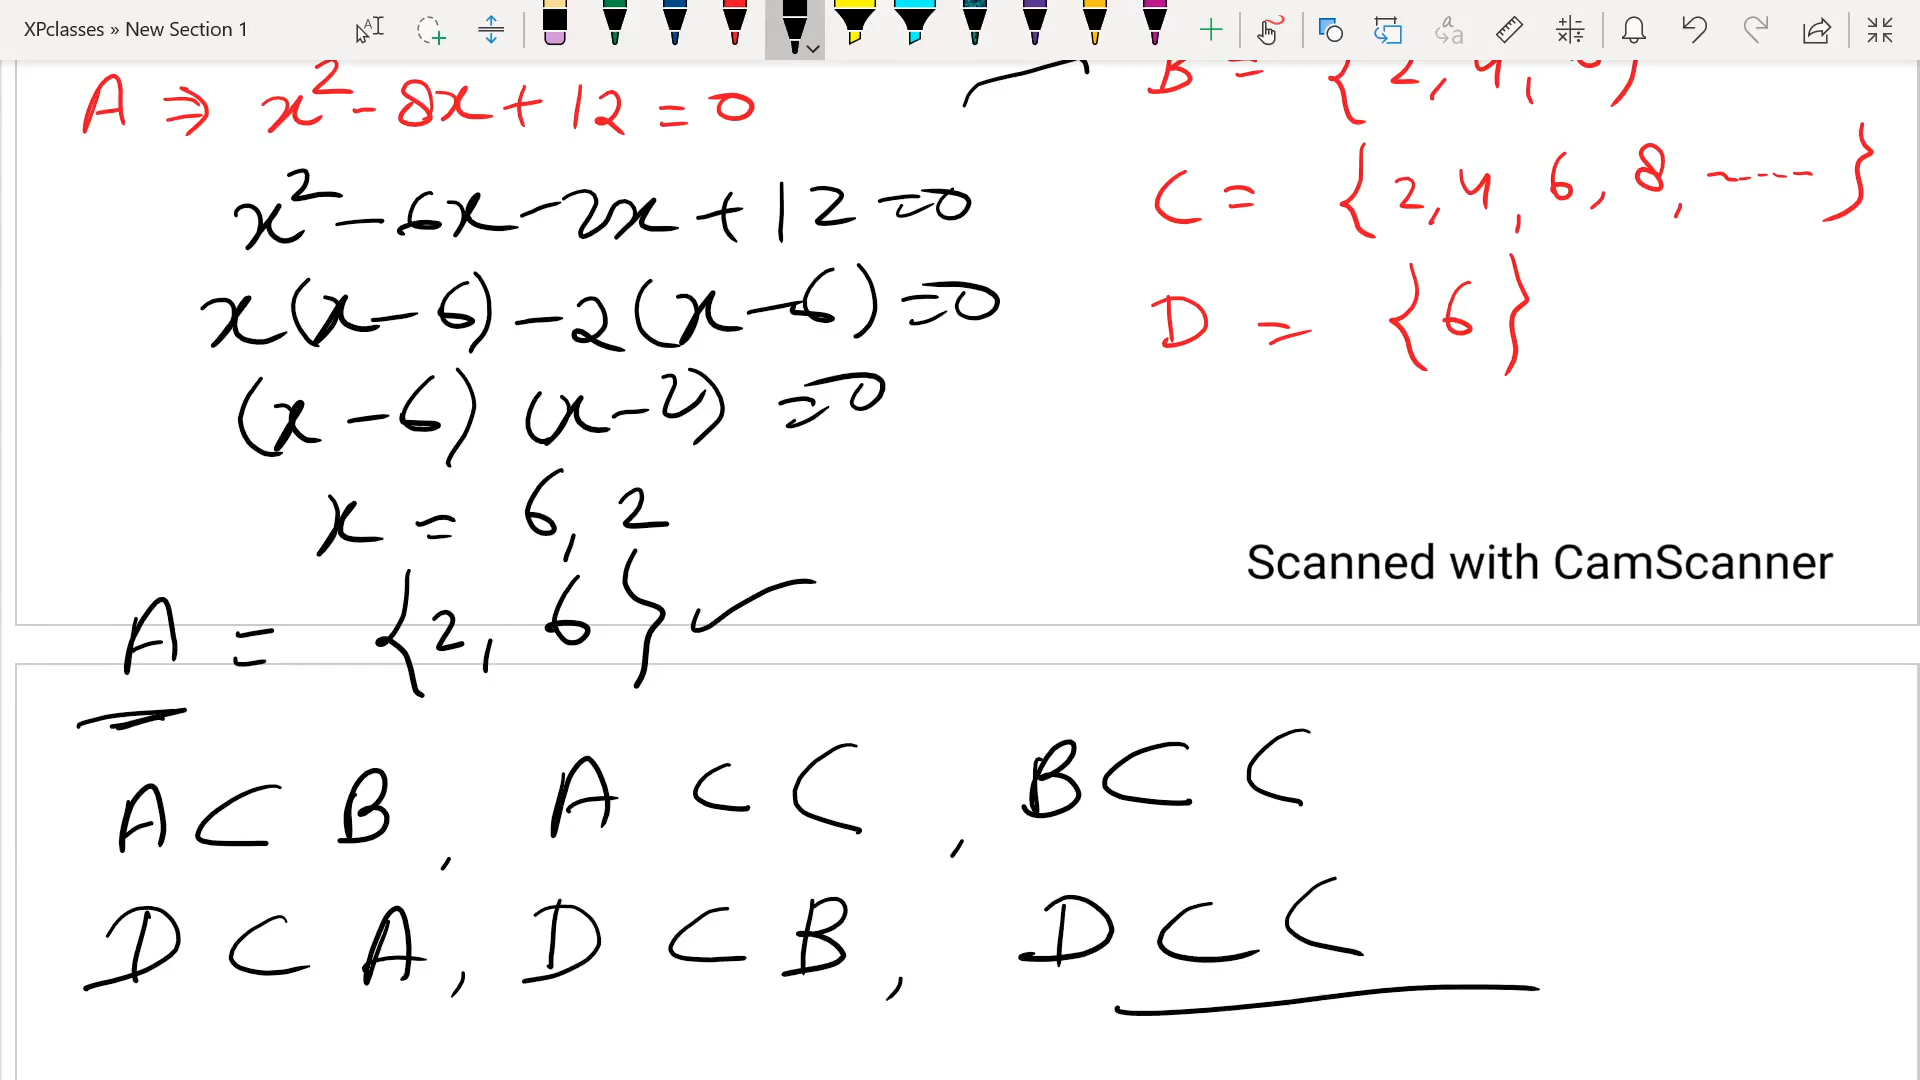 XPclasses » New Section 1
A ⇒ x² - 8x + 12 = 0
x² - 6x - 2x + 12 = 0
x(x - 6) - 2(x - 6) = 0
(x - 6) (x - 2) = 0
x = 6, 2
A = {2, 6}
B = {2, 4, 6}
C = {2, 4, 6, 8, ------}
D = {6}
Scanned with CamScanner
A ⊂ B, A ⊂ C, B ⊂ C
D ⊂ A, D ⊂ B, D ⊂ C